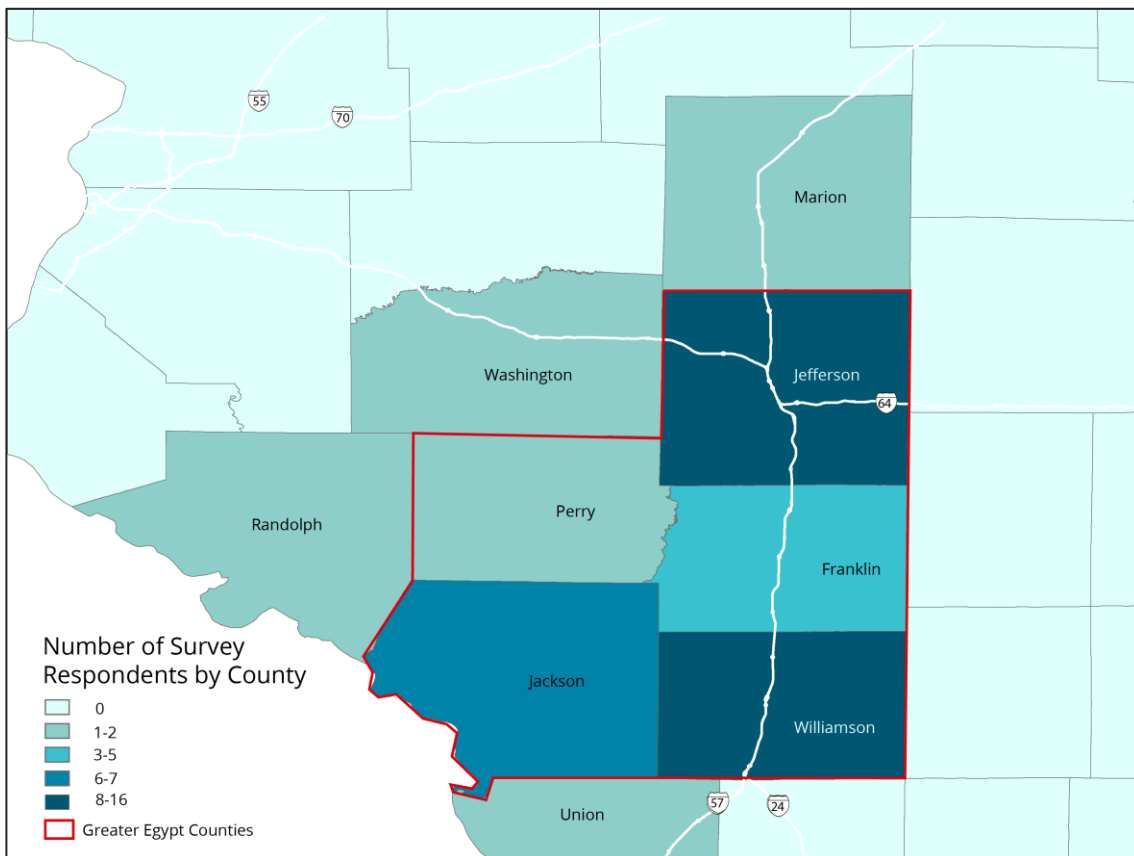 55
70
Marion
Washington
Jefferson
64
Randolph
Perry
Franklin
Number of Survey
Respondents by County
0
1-2
3-5
6-7
8-16
Greater Egypt Counties
Jackson
Williamson
Union
57
24